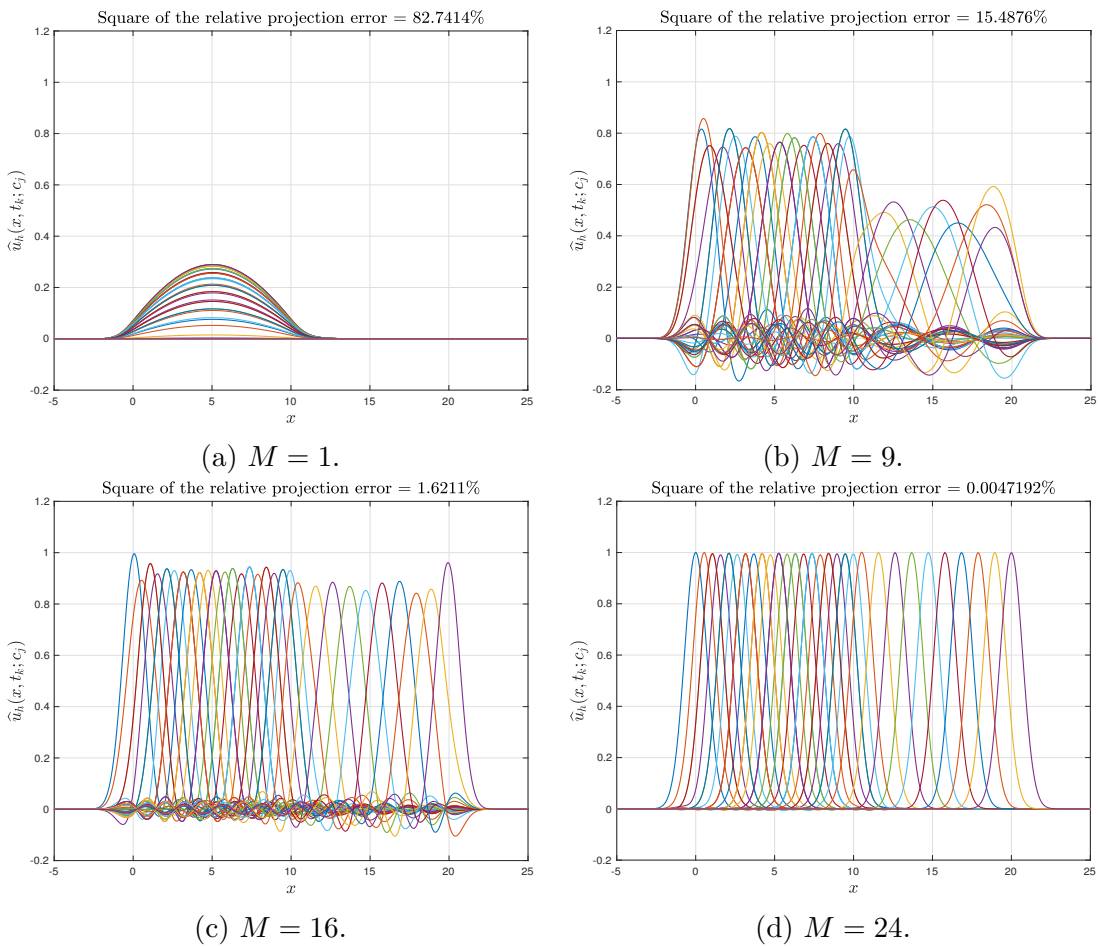 Square of the relative projection error = 82.7414%
1.2
1
0.8
0.6
0.4
0.2
0
-0.2
û_h(x, t_k; c_j)
-5 0 5 10 15 20 25
x
(a) M = 1.
Square of the relative projection error = 15.4876%
1.2
1
0.8
0.6
0.4
0.2
0
-0.2
û_h(x, t_k; c_j)
-5 0 5 10 15 20 25
x
(b) M = 9.
Square of the relative projection error = 1.6211%
1.2
1
0.8
0.6
0.4
0.2
0
-0.2
û_h(x, t_k; c_j)
-5 0 5 10 15 20 25
x
(c) M = 16.
Square of the relative projection error = 0.0047192%
1.2
1
0.8
0.6
0.4
0.2
0
-0.2
û_h(x, t_k; c_j)
-5 0 5 10 15 20 25
x
(d) M = 24.